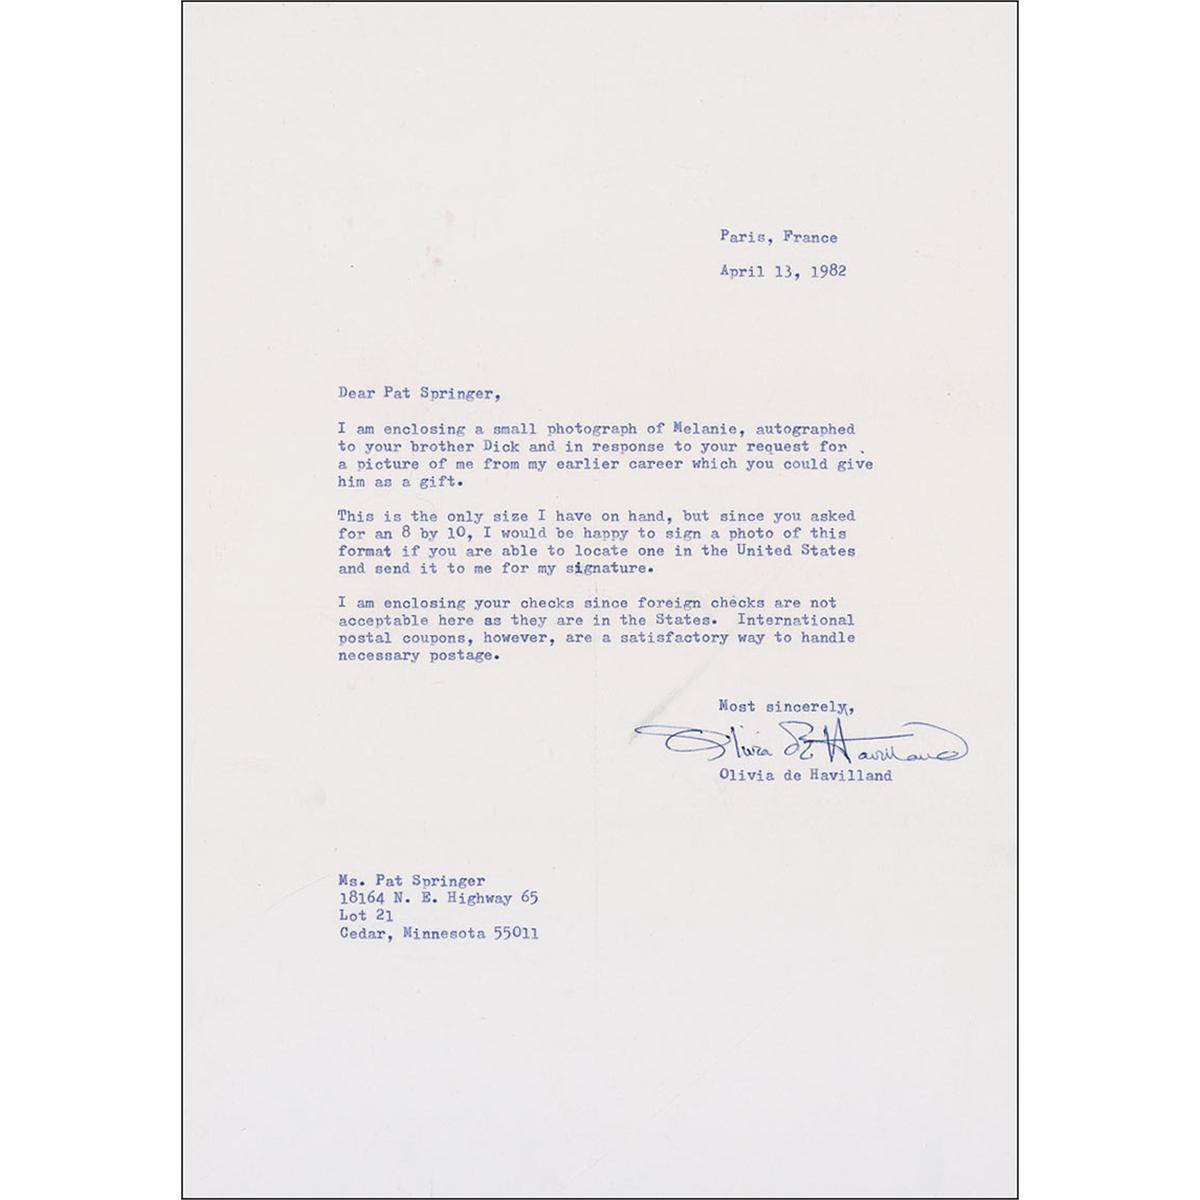 Paris, France
April 13, 1982
Dear Pat Springer,
I am enclosing a small photograph of Melanie, autographed
to your brother Dick and in response to your request for
a picture of me from my earlier career which you could give
him as a gift.
This is the only size I have on hand, but since you asked
for an 8 by 10, I would be happy to sign a photo of this
format if you are able to locate one in the United States
and send it to me for my signature.
I am enclosing your checks since foreign checks are not
acceptable here as they are in the States.  International
postal coupons, however, are a satisfactory way to handle
necessary postage.
Most sincerely,
Olivia de Havilland
Olivia de Havilland
Ms. Pat Springer
18164 N. E. Highway 65
Lot 21
Cedar, Minnesota 55011